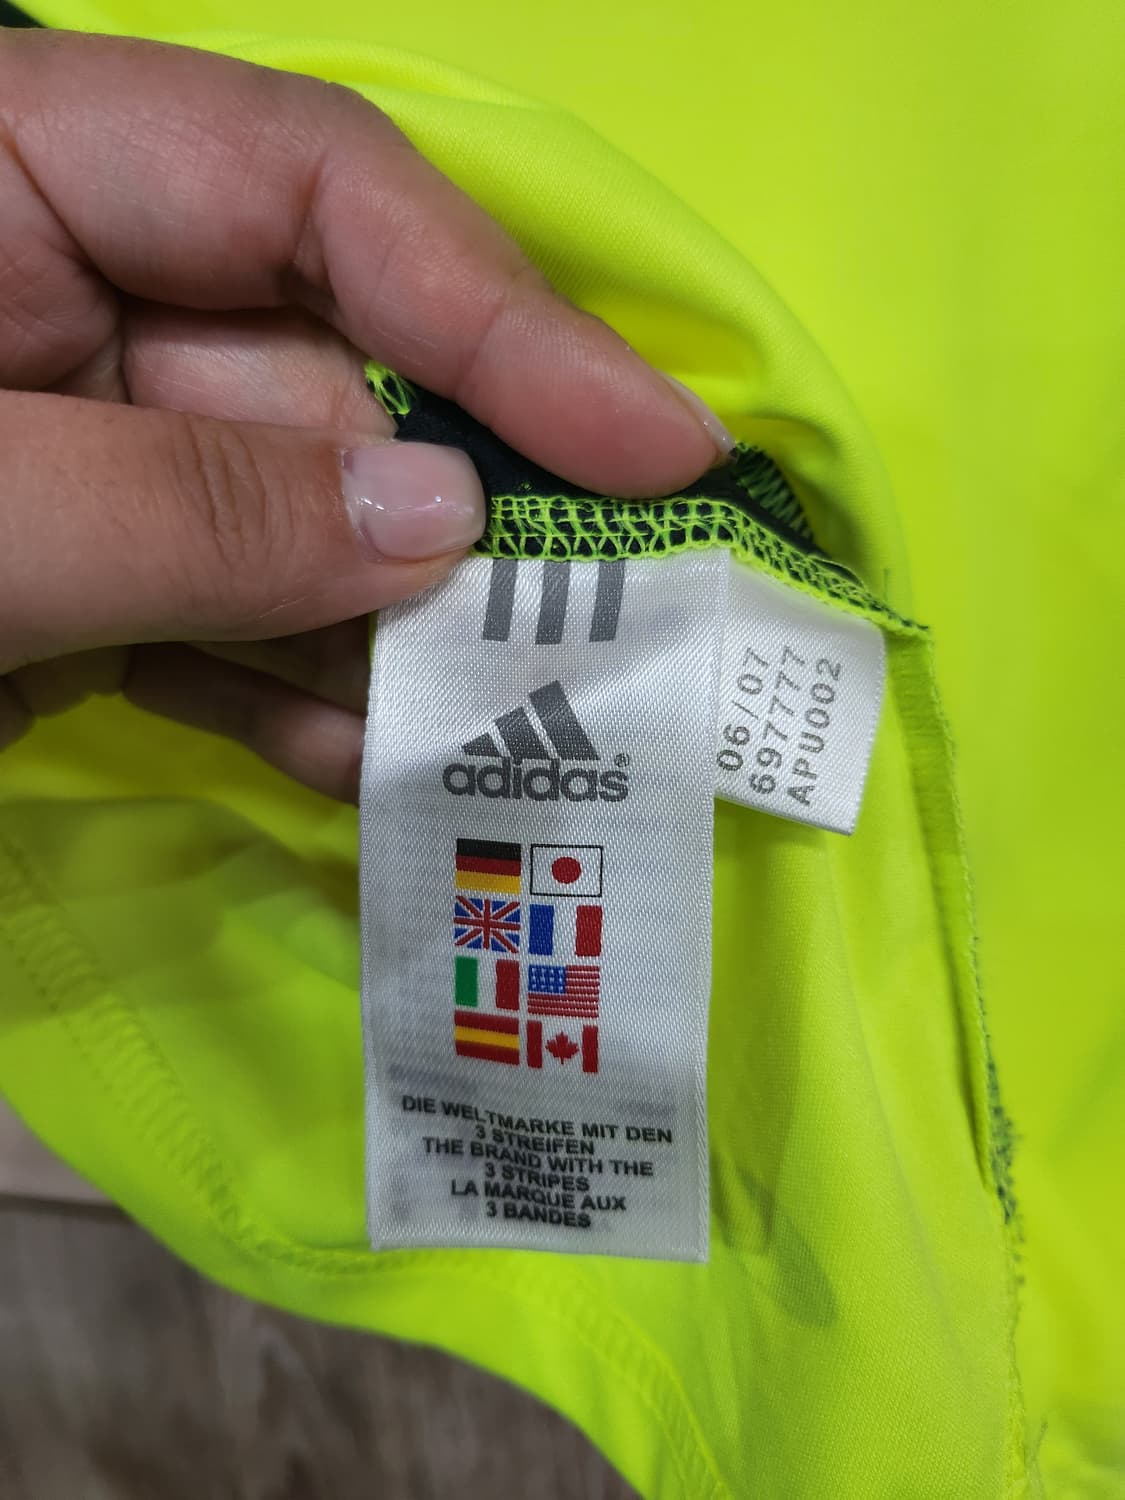 adidas®
06/07
697777
APU002
DIE WELTMARKE MIT DEN
3 STREIFEN
THE BRAND WITH THE
3 STRIPES
LA MARQUE AUX
3 BANDES